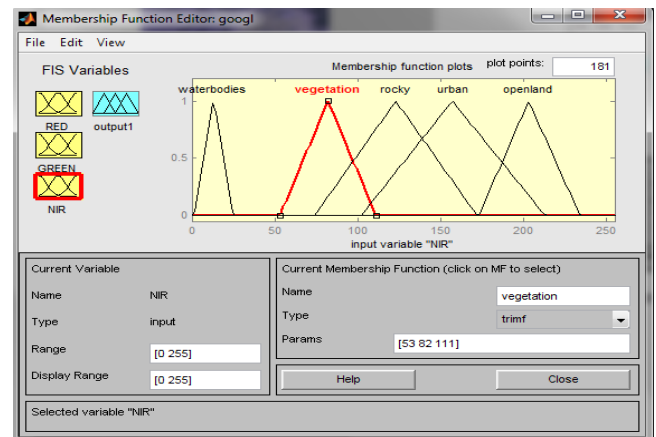 Membership Function Editor: googl
File Edit View
FIS Variables
RED
output1
GREEN
NIR
Membership function plots
plot points:
181
waterbodies
vegetation
rocky
urban
openland
1
0.5
0
0
50
100
150
200
250
input variable "NIR"
Current Variable
Name
NIR
Type
input
Range
[0 255]
Display Range
[0 255]
Current Membership Function (click on MF to select)
Name
vegetation
Type
trimf
Params
[53 82 111]
Help
Close
Selected variable "NIR"